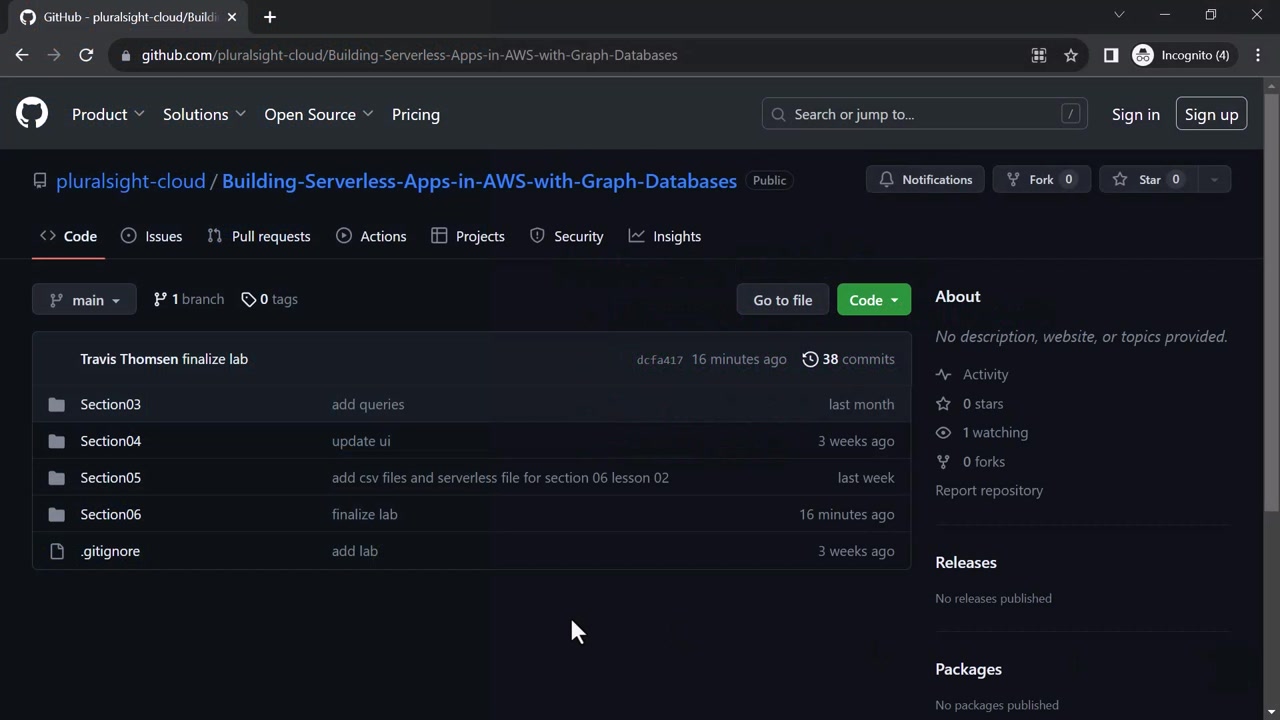 GitHub - pluralsight-cloud/Buildi
github.com/pluralsight-cloud/Building-Serverless-Apps-in-AWS-with-Graph-Databases
Incognito (4)
Product Solutions Open Source Pricing
Search or jump to... /
Sign in Sign up
pluralsight-cloud / Building-Serverless-Apps-in-AWS-with-Graph-Databases Public
Notifications Fork 0 Star 0
Code Issues Pull requests Actions Projects Security Insights
main 1 branch 0 tags Go to file Code
Travis Thomsen finalize lab dcfa417 16 minutes ago 38 commits
Section03 add queries last month
Section04 update ui 3 weeks ago
Section05 add csv files and serverless file for section 06 lesson 02 last week
Section06 finalize lab 16 minutes ago
.gitignore add lab 3 weeks ago
About
No description, website, or topics provided.
Activity
0 stars
1 watching
0 forks
Report repository
Releases
No releases published
Packages
No packages published